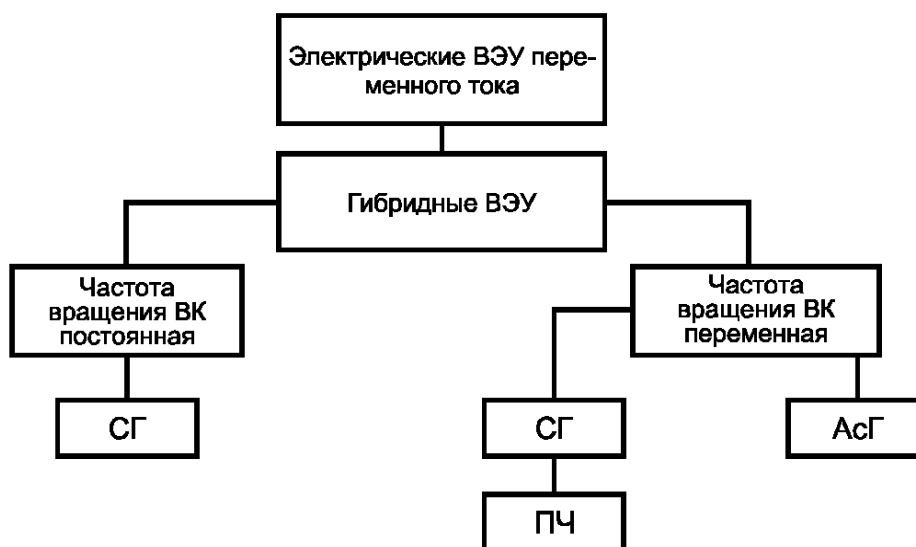 Электрические ВЭУ пере-
менного тока
Гибридные ВЭУ
Частота
вращения ВК
постоянная
Частота
вращения ВК
переменная
СГ
СГ
АсГ
ПЧ